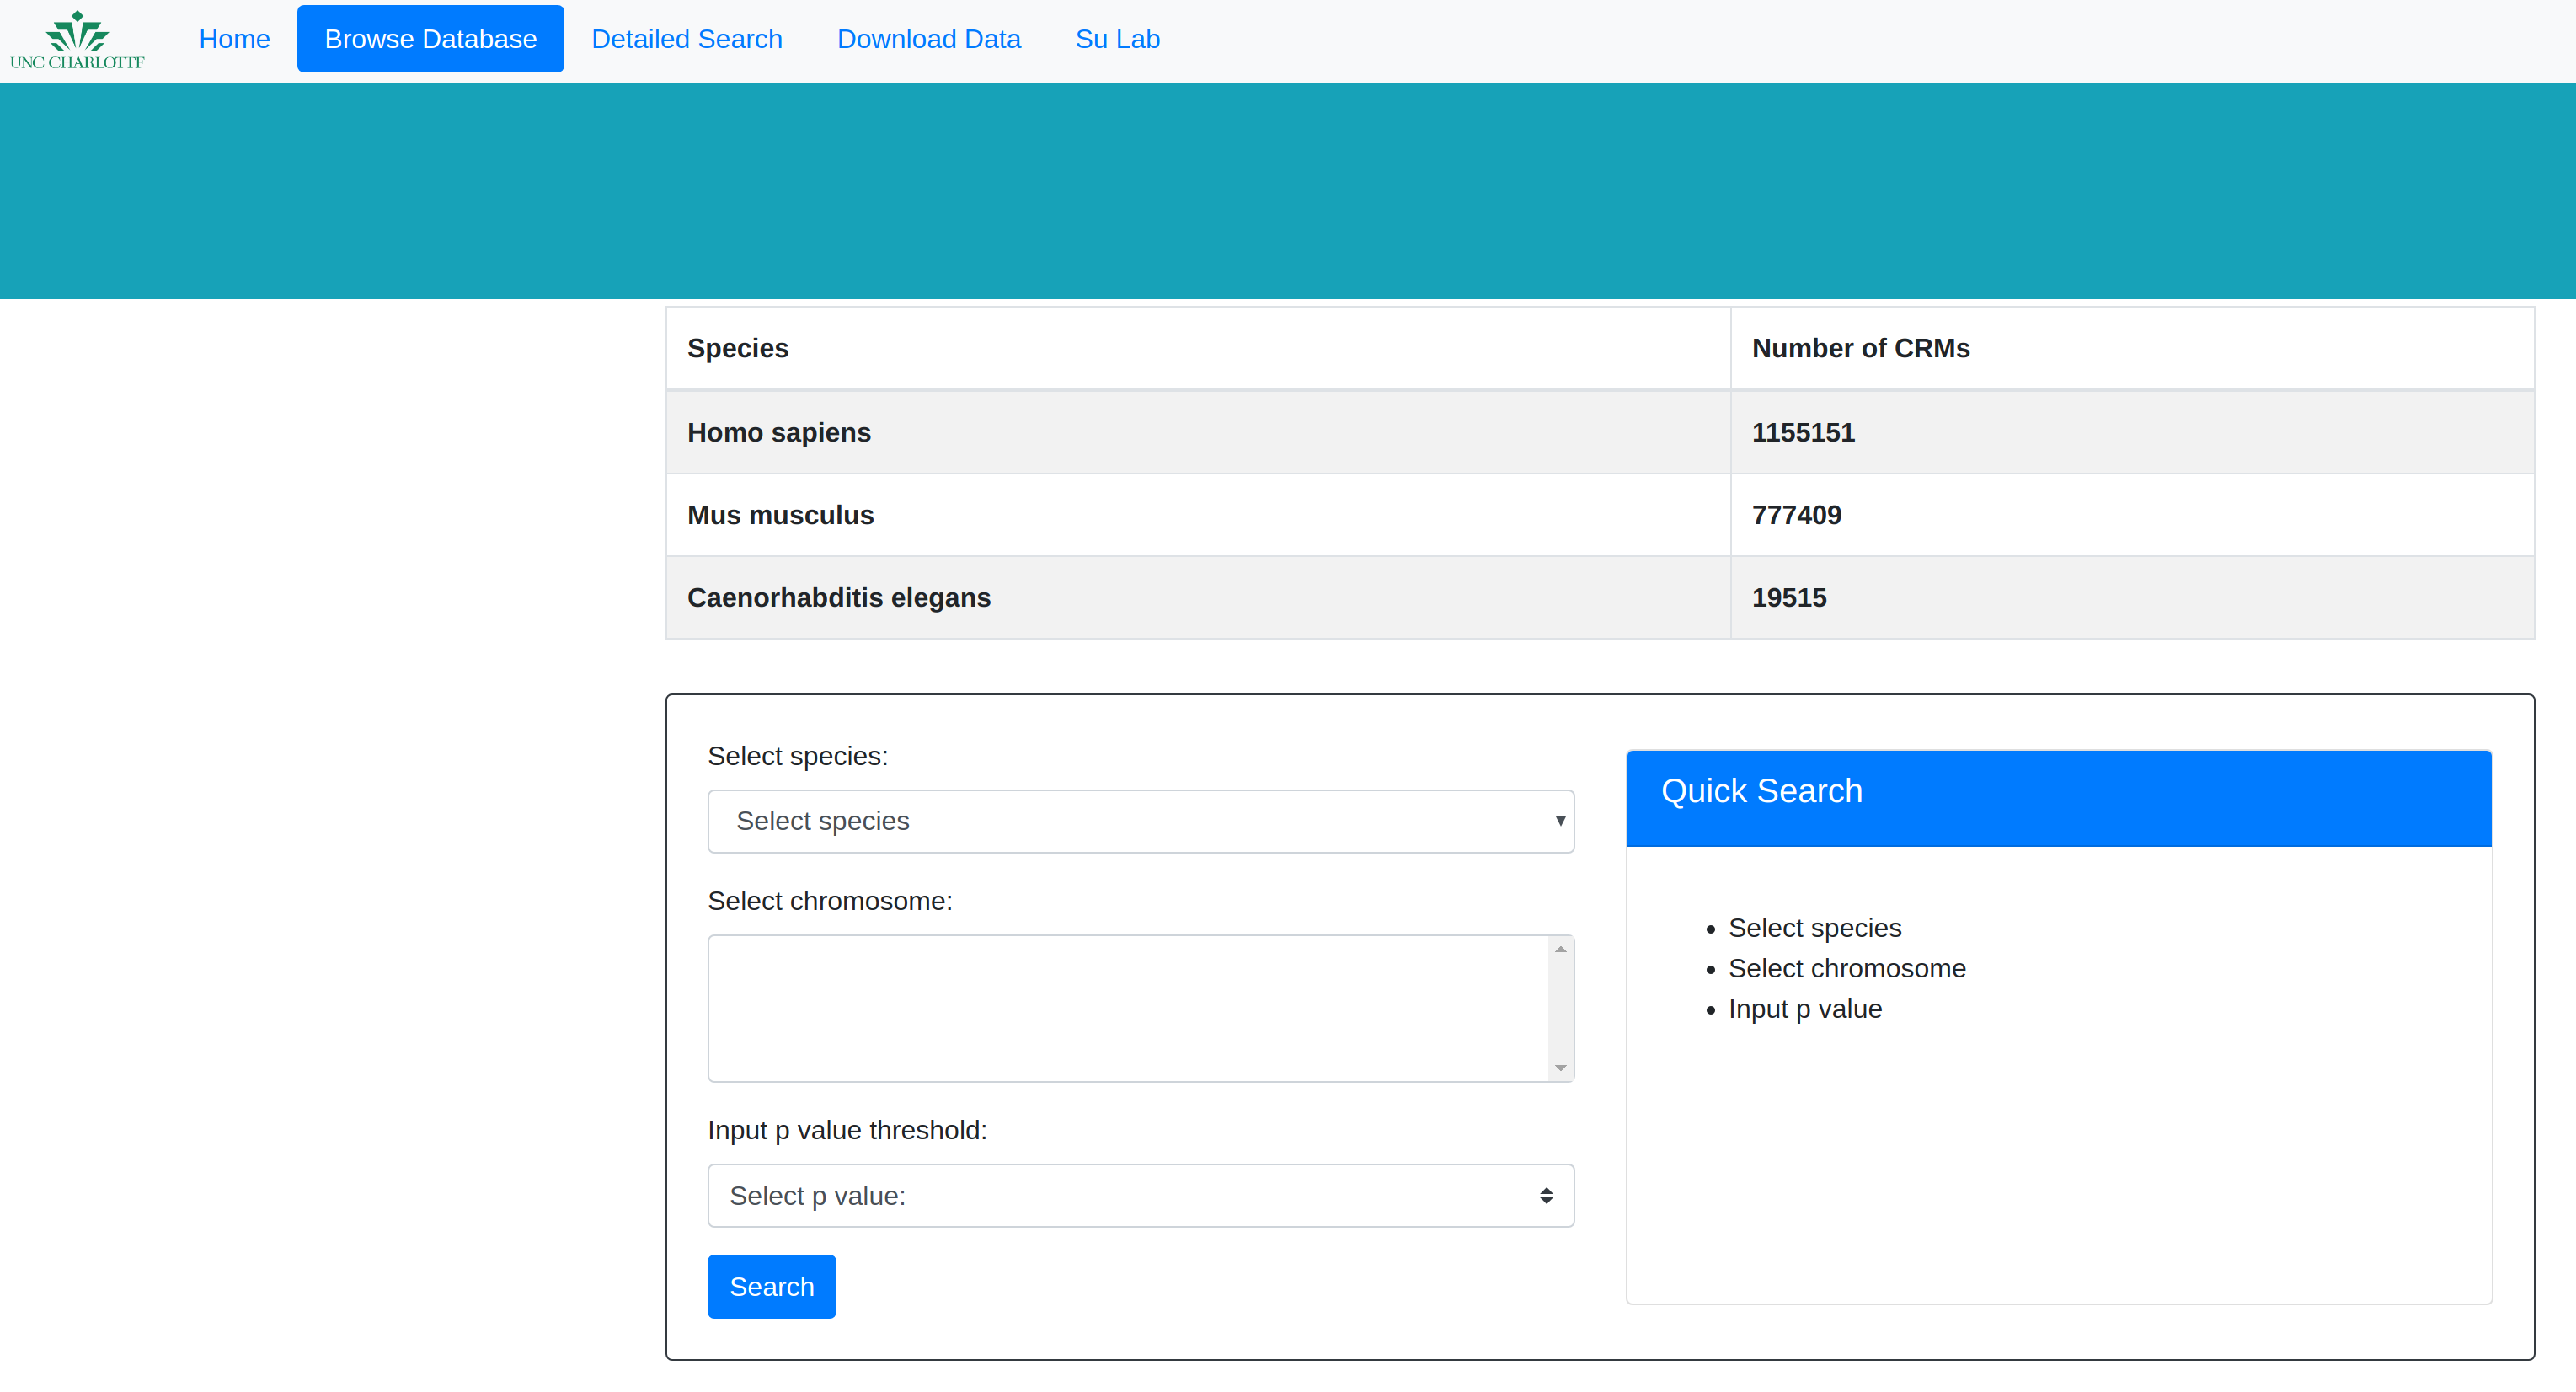 UNC CHARLOTTE
Home Browse Database Detailed Search Download Data Su Lab
Species Number of CRMs
Homo sapiens 1155151
Mus musculus 777409
Caenorhabditis elegans 19515
Select species:
Select species
Select chromosome:
Input p value threshold:
Select p value:
Search
Quick Search
Select species
Select chromosome
Input p value